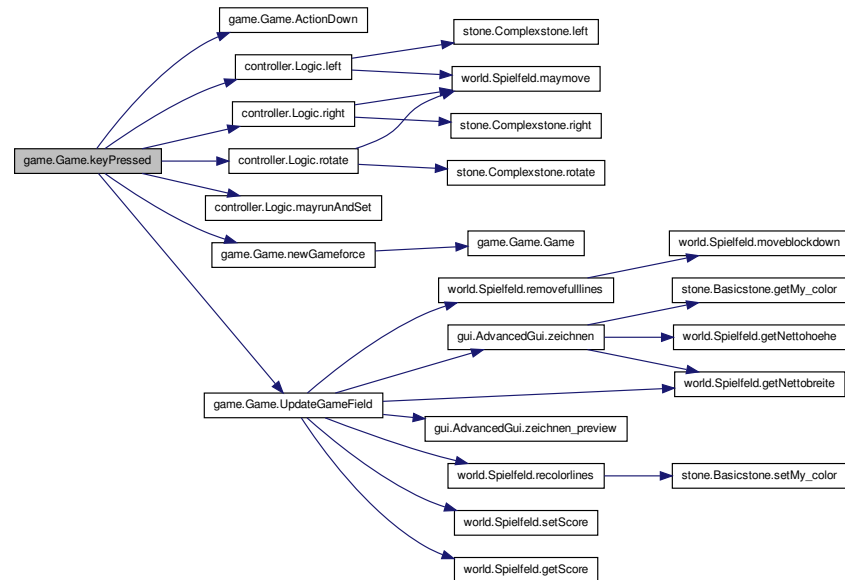 game.Game.ActionDown
stone.Complexstone.left
controller.Logic.left
world.Spielfeld.maymove
controller.Logic.right
stone.Complexstone.right
game.Game.keyPressed
controller.Logic.rotate
stone.Complexstone.rotate
controller.Logic.mayrunAndSet
game.Game.newGameforce
game.Game.Game
world.Spielfeld.moveblockdown
world.Spielfeld.removefulllines
stone.Basicstone.getMy_color
gui.AdvancedGui.zeichnen
world.Spielfeld.getNettohoehe
world.Spielfeld.getNettobreite
game.Game.UpdateGameField
gui.AdvancedGui.zeichnen_preview
world.Spielfeld.recolorlines
stone.Basicstone.setMy_color
world.Spielfeld.setScore
world.Spielfeld.getScore